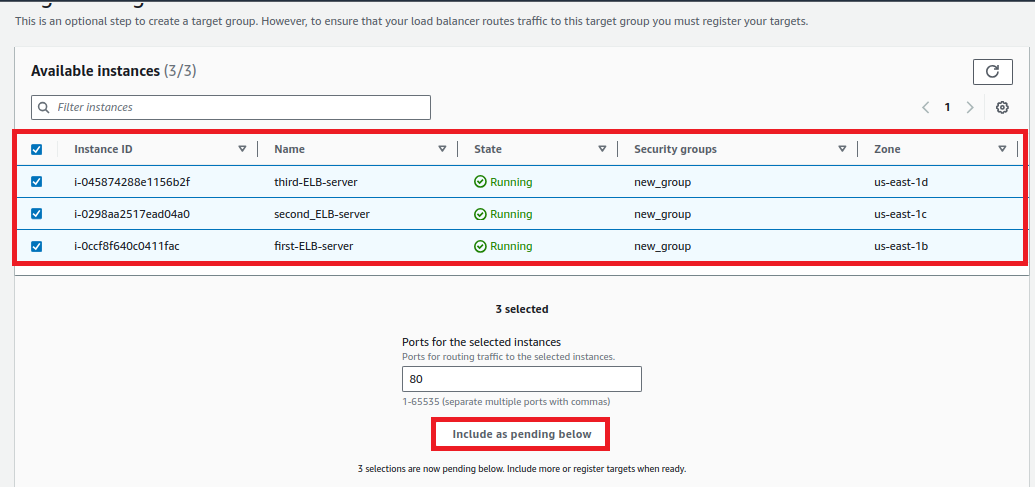 This is an optional step to create a target group. However, to ensure that your load balancer routes traffic to this target group you must register your targets.
Available instances (3/3)
Filter instances
1
Instance ID Name State Security groups Zone
i-045874288e1156b2f third-ELB-server Running new_group us-east-1d
i-0298aa2517ead04a0 second_ELB-server Running new_group us-east-1c
i-0ccf8f640c0411fac first-ELB-server Running new_group us-east-1b
3 selected
Ports for the selected instances
Ports for routing traffic to the selected instances.
80
1-65535 (separate multiple ports with commas)
Include as pending below
3 selections are now pending below. Include more or register targets when ready.